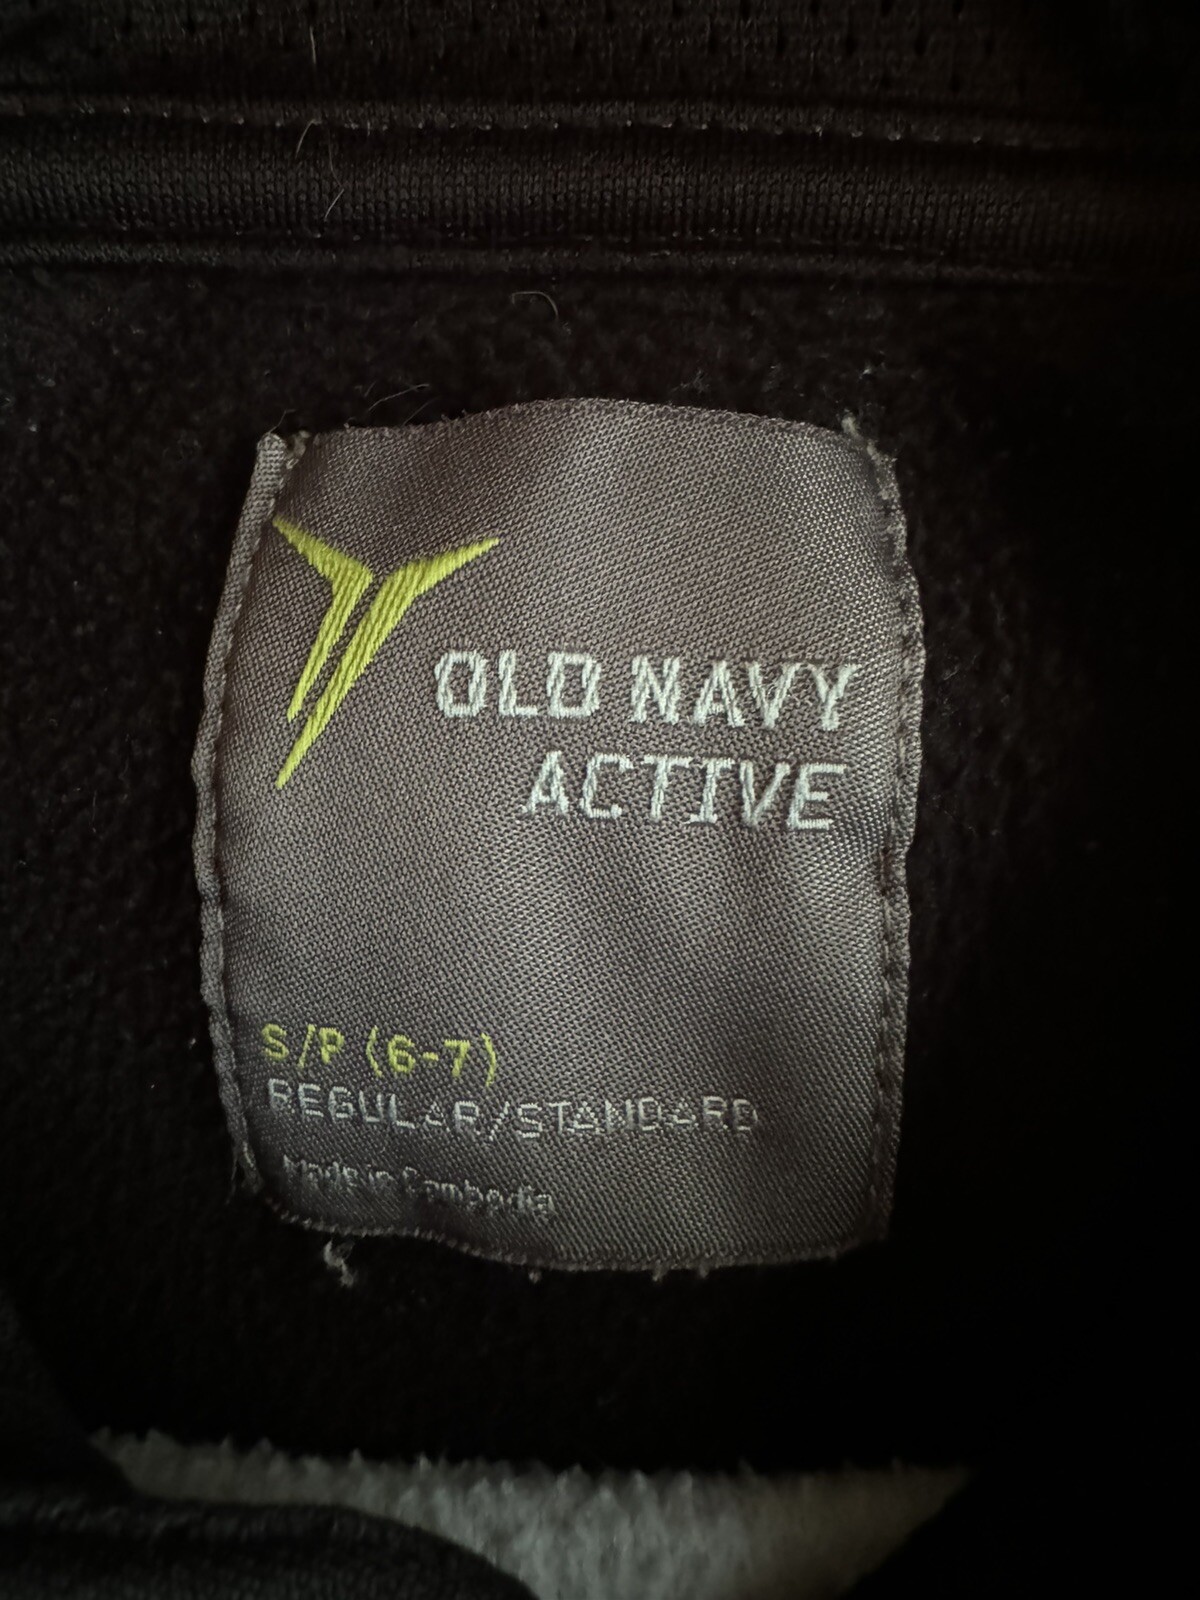 OLD NAVY
ACTIVE
S/P (6-7)
REGULAR/STANDARD
Made in Cambodia